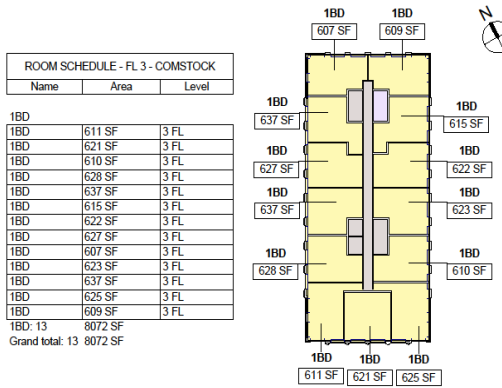 ROOM SCHEDULE - FL 3 - COMSTOCK
Name Area Level
1BD
1BD 611 SF 3 FL
1BD 621 SF 3 FL
1BD 610 SF 3 FL
1BD 628 SF 3 FL
1BD 637 SF 3 FL
1BD 615 SF 3 FL
1BD 622 SF 3 FL
1BD 627 SF 3 FL
1BD 607 SF 3 FL
1BD 623 SF 3 FL
1BD 637 SF 3 FL
1BD 625 SF 3 FL
1BD 609 SF 3 FL
1BD: 13 8072 SF
Grand total: 13 8072 SF
N
1BD 1BD
607 SF 609 SF
1BD 1BD
637 SF 615 SF
1BD 1BD
627 SF 622 SF
1BD 1BD
637 SF 623 SF
1BD 1BD
628 SF 610 SF
1BD 1BD 1BD
611 SF 621 SF 625 SF